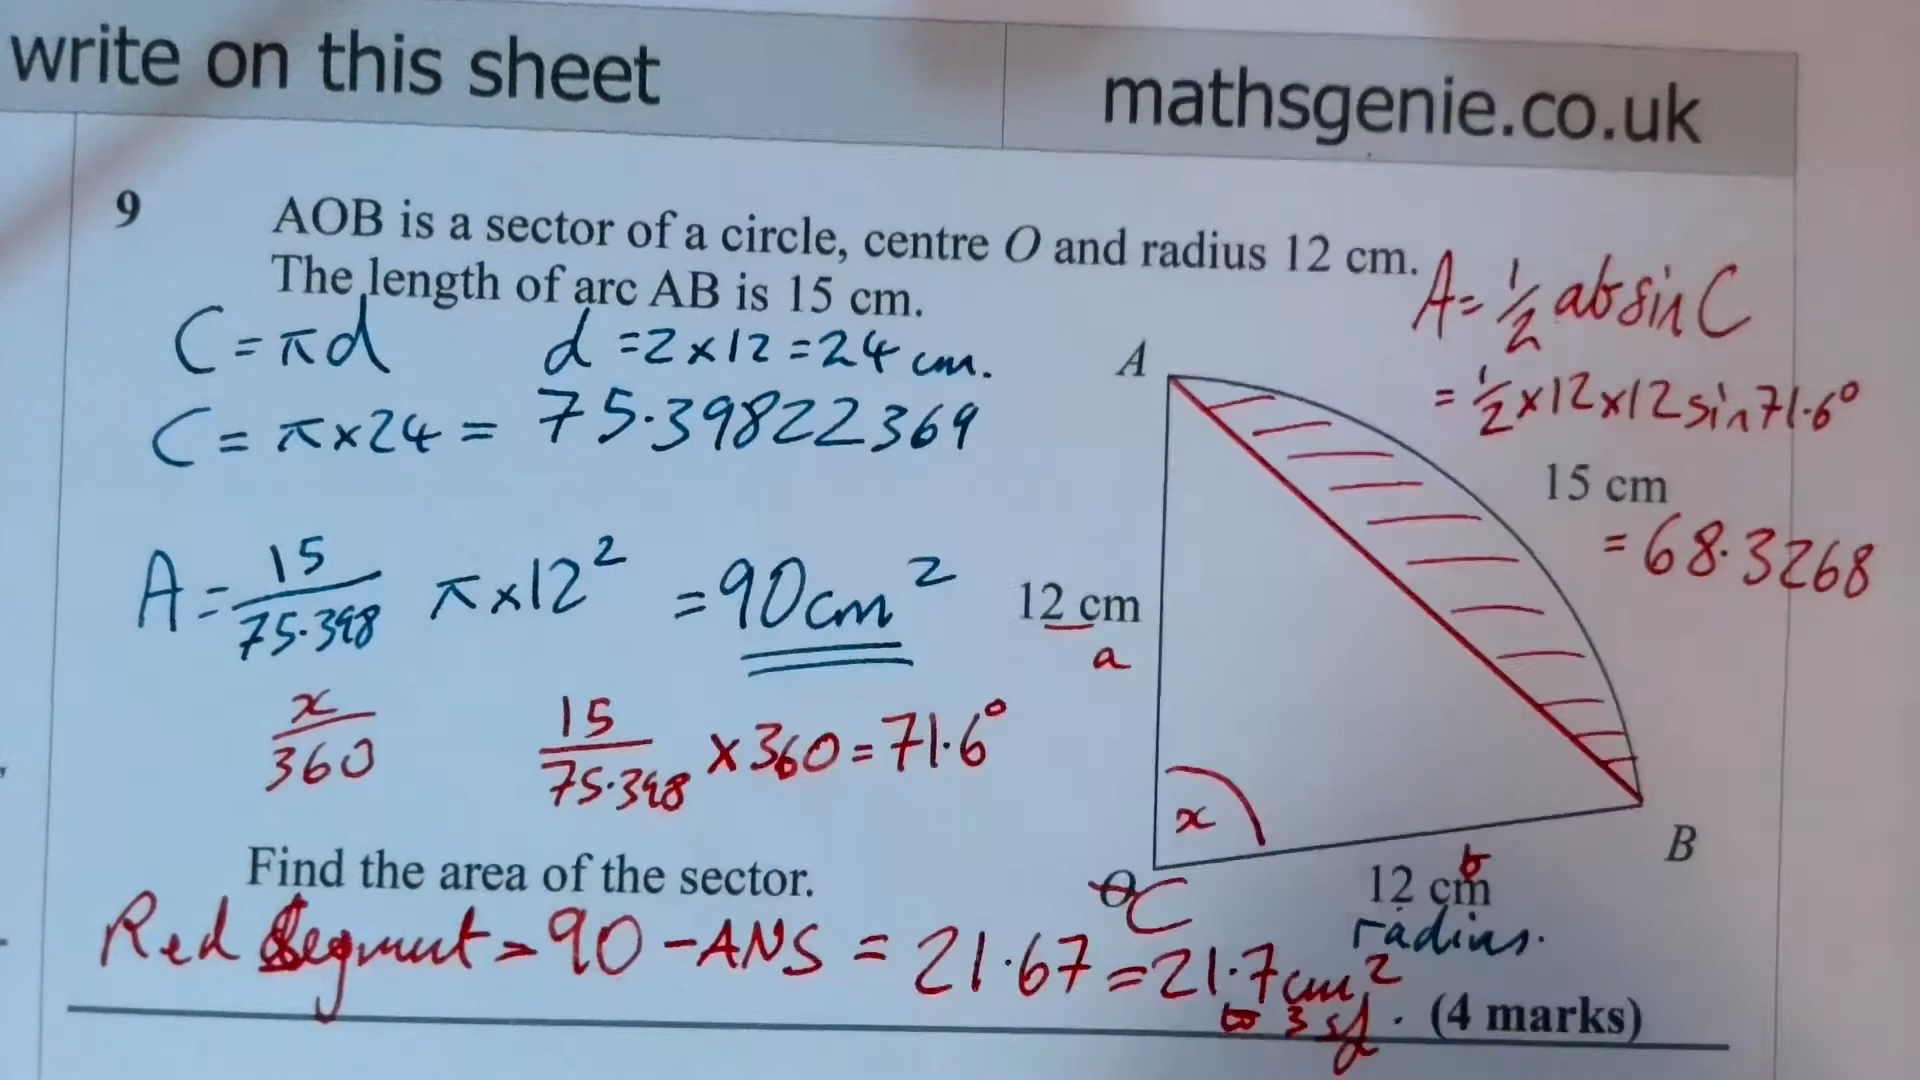 write on this sheet
mathsgenie.co.uk
9
AOB is a sector of a circle, centre O and radius 12 cm.
The length of arc AB is 15 cm.
C = πd
d = 2 × 12 = 24 cm.
C = π × 24 = 75.39822369
A = 15/75.398 π × 12² = 90 cm²
x/360
15/75.398 × 360 = 71.6°
A = ½ ab sin C
= ½ × 12 × 12 sin 71.6°
= 68.3268
A
15 cm
12 cm
a
x
B
O
C
12 cm
b
radius.
Find the area of the sector.
Red Segment = 90 - ANS = 21.67 = 21.7 cm²
to 3 sf.
(4 marks)